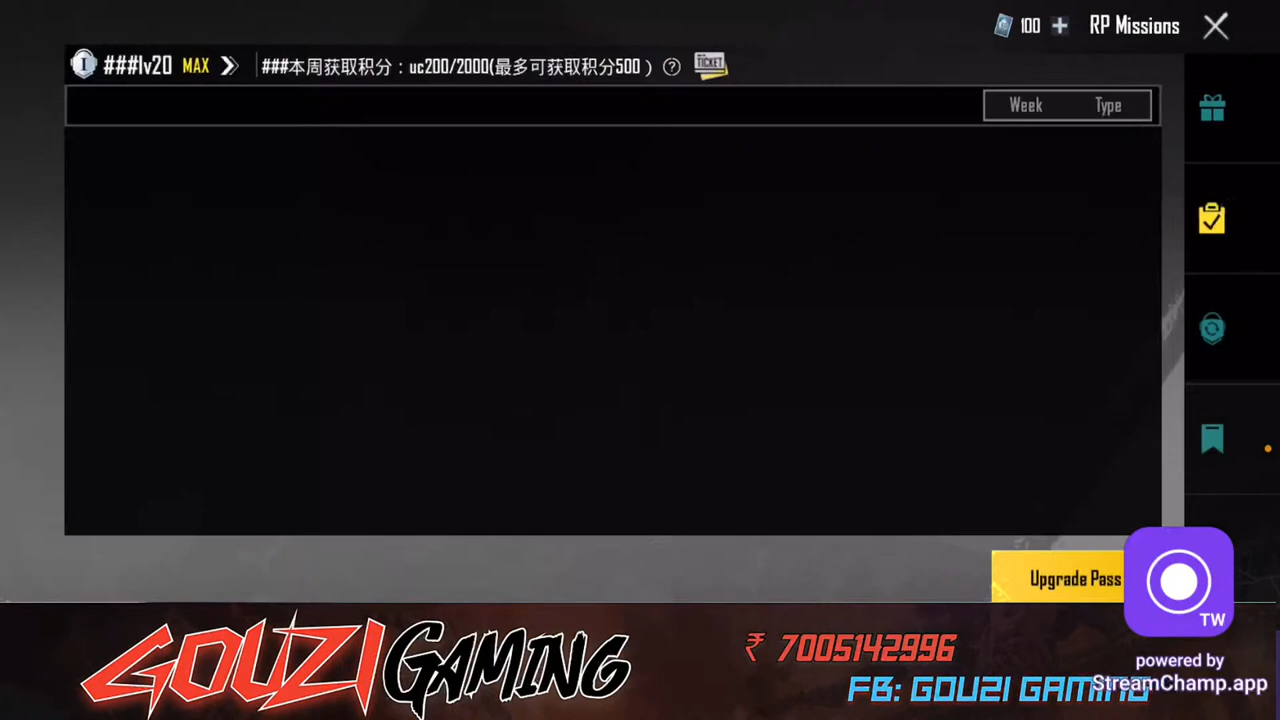 100 + RP Missions
I ###lv20 MAX ###本周获取积分：uc200/2000(最多可获取积分500 ) ? TICKET
Week Type
Upgrade Pass
TW
GOUZI GAMING
₹ 7005142996
powered by
FB: GOUZI GAMING
StreamChamp.app